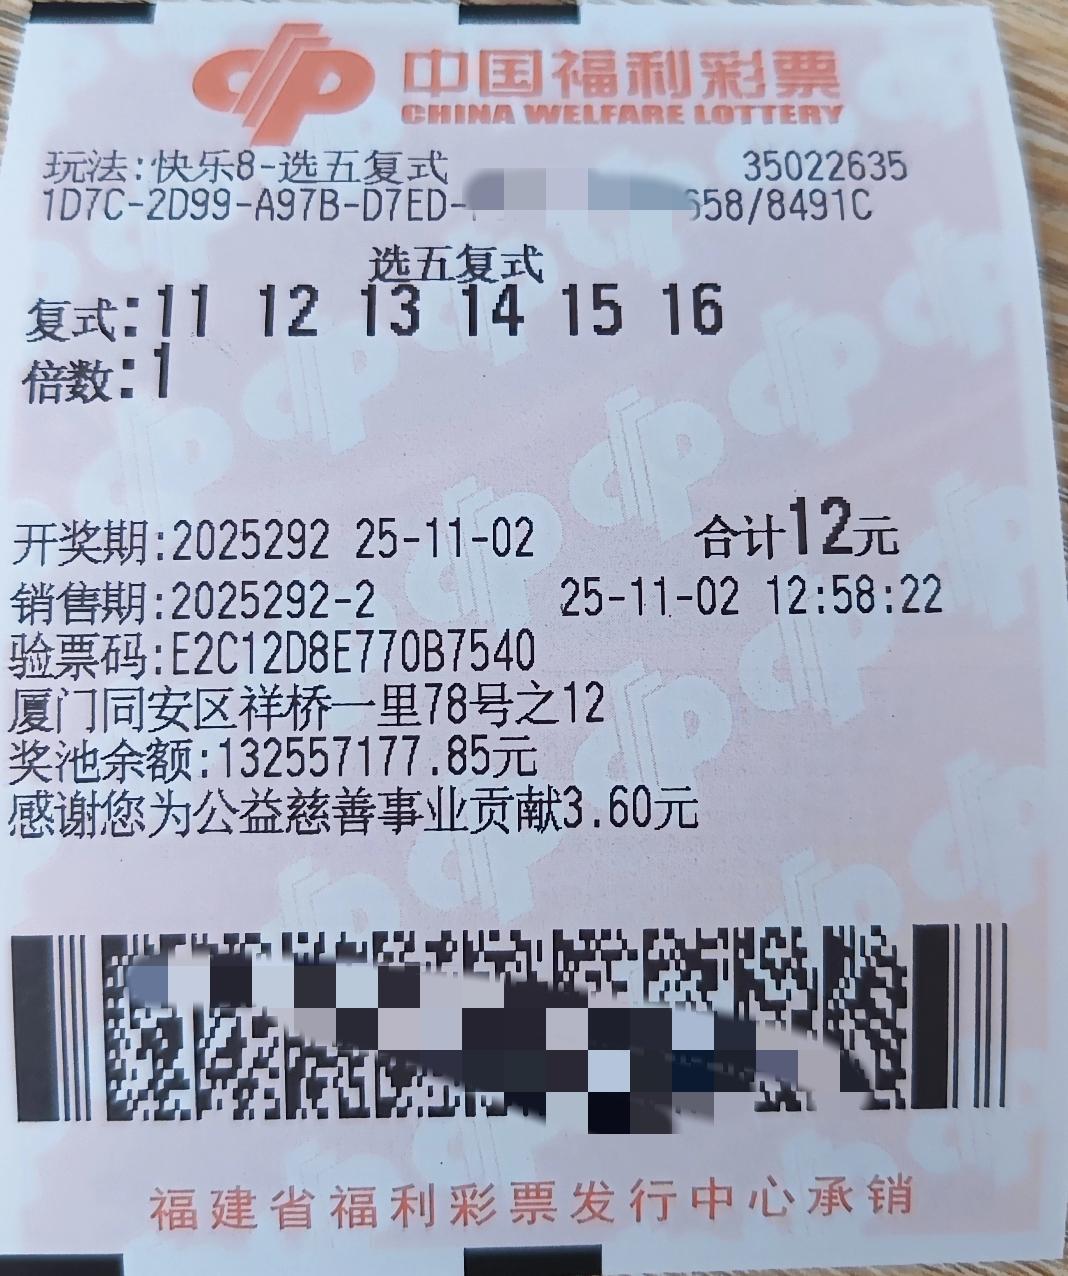 中国福利彩票
CHINA WELFARE LOTTERY
玩法:快乐8-选五复式 35022635
1D7C-2D99-A97B-D7ED- 658/8491C
选五复式
复式:11 12 13 14 15 16
倍数:1
开奖期:2025292 25-11-02 合计12元
销售期:2025292-2 25-11-02 12:58:22
验票码:E2C12D8E770B7540
厦门同安区祥桥一里78号之12
奖池余额:132557177.85元
感谢您为公益慈善事业贡献3.60元
福建省福利彩票发行中心承销